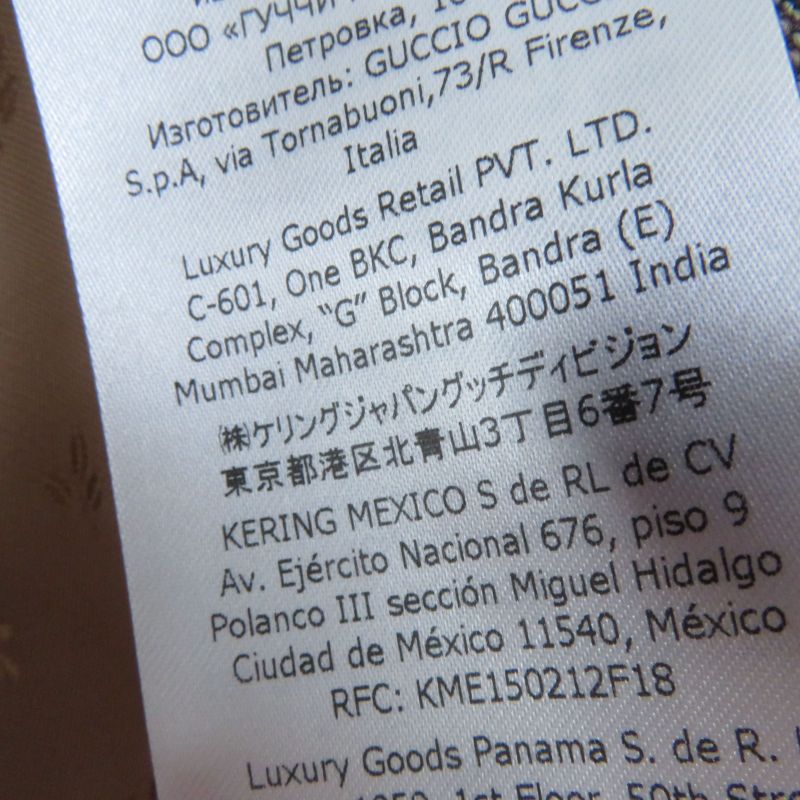 ООО «ГУЧЧИ
Петровка,
Изготовитель: GUCCIO GUCC
S.p.A, via Tornabuoni,73/R Firenze,
Italia
Luxury Goods Retail PVT. LTD.
C-601, One BKC, Bandra Kurla
Complex, “G” Block, Bandra (E)
Mumbai Maharashtra 400051 India
㈱ケリングジャパングッチディビジョン
東京都港区北青山3丁目6番7号
KERING MEXICO S de RL de CV
Av. Ejército Nacional 676, piso 9
Polanco III sección Miguel Hidalgo
Ciudad de México 11540, México
RFC: KME150212F18
Luxury Goods Panama S. de R.
1st Floor, 50th